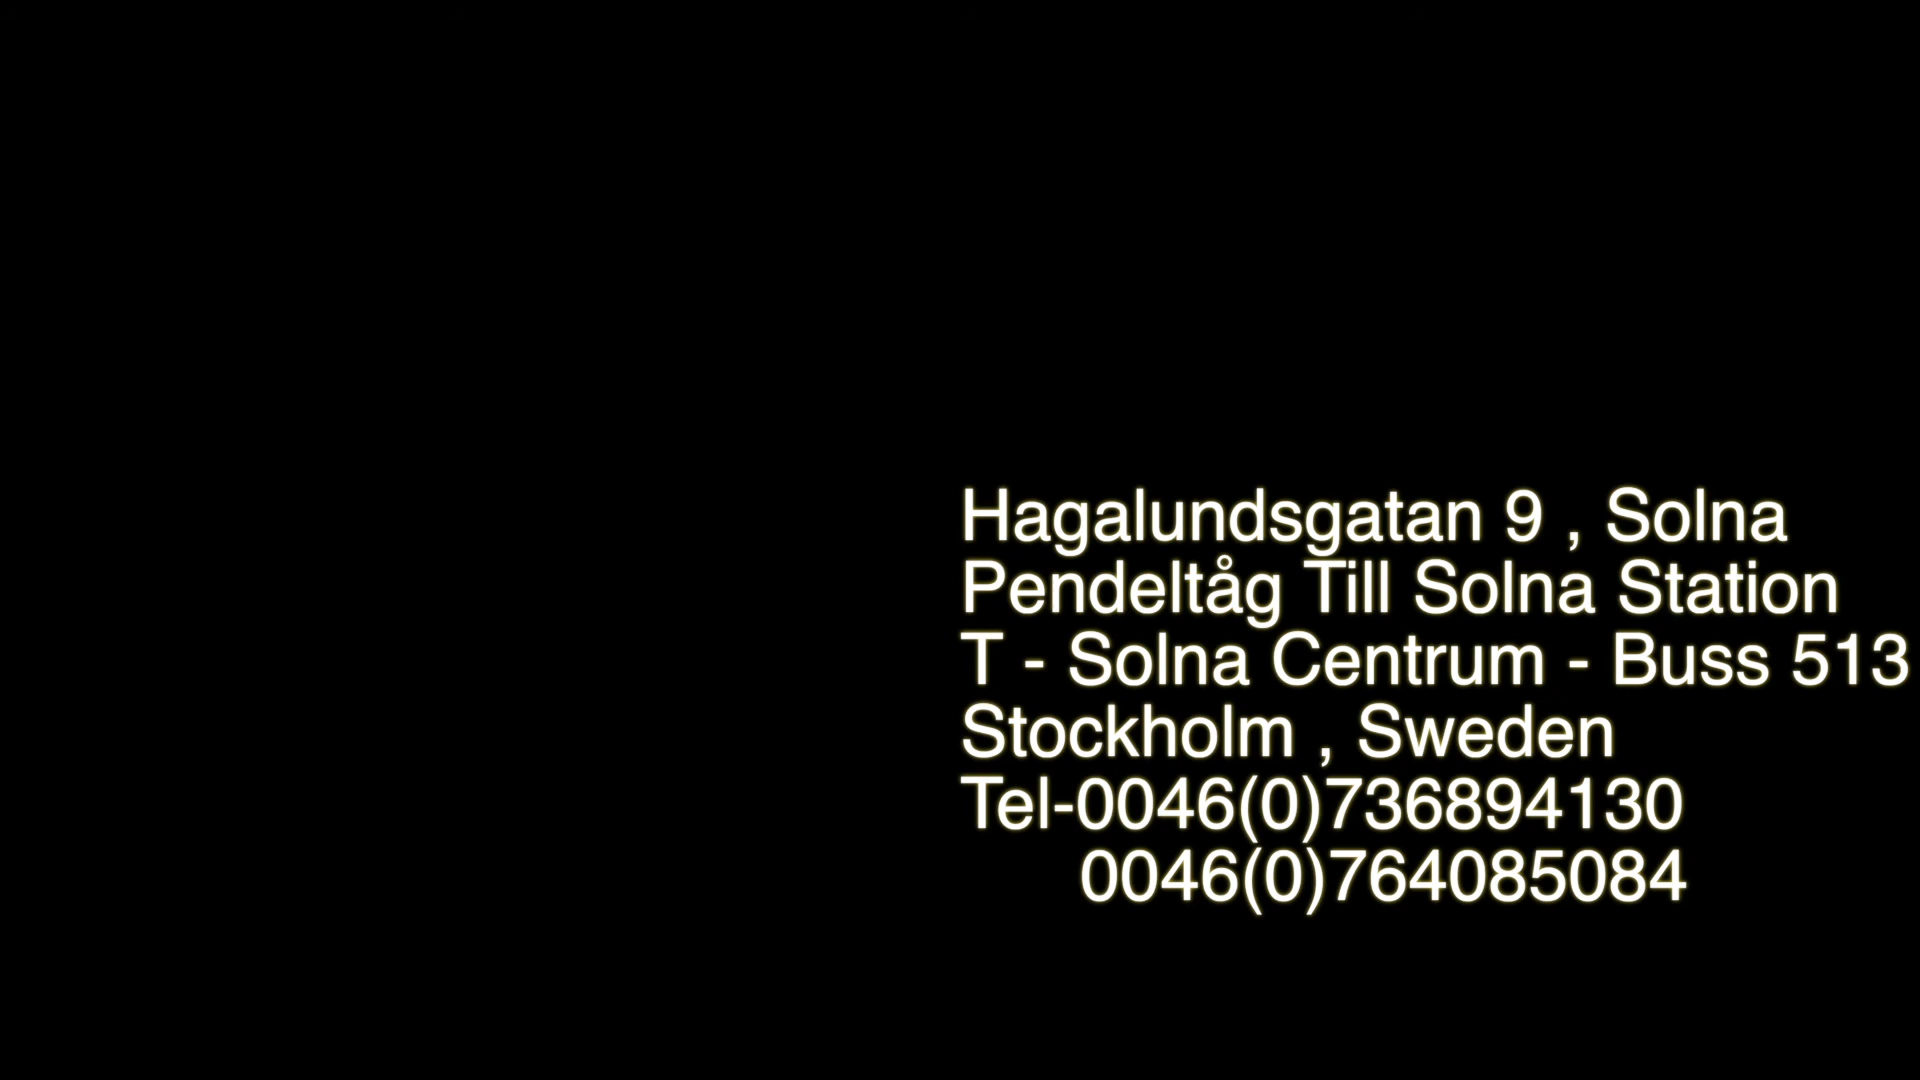 Hagalundsgatan 9 , Solna
Pendeltåg Till Solna Station
T - Solna Centrum - Buss 513
Stockholm , Sweden
Tel-0046(0)736894130
0046(0)764085084